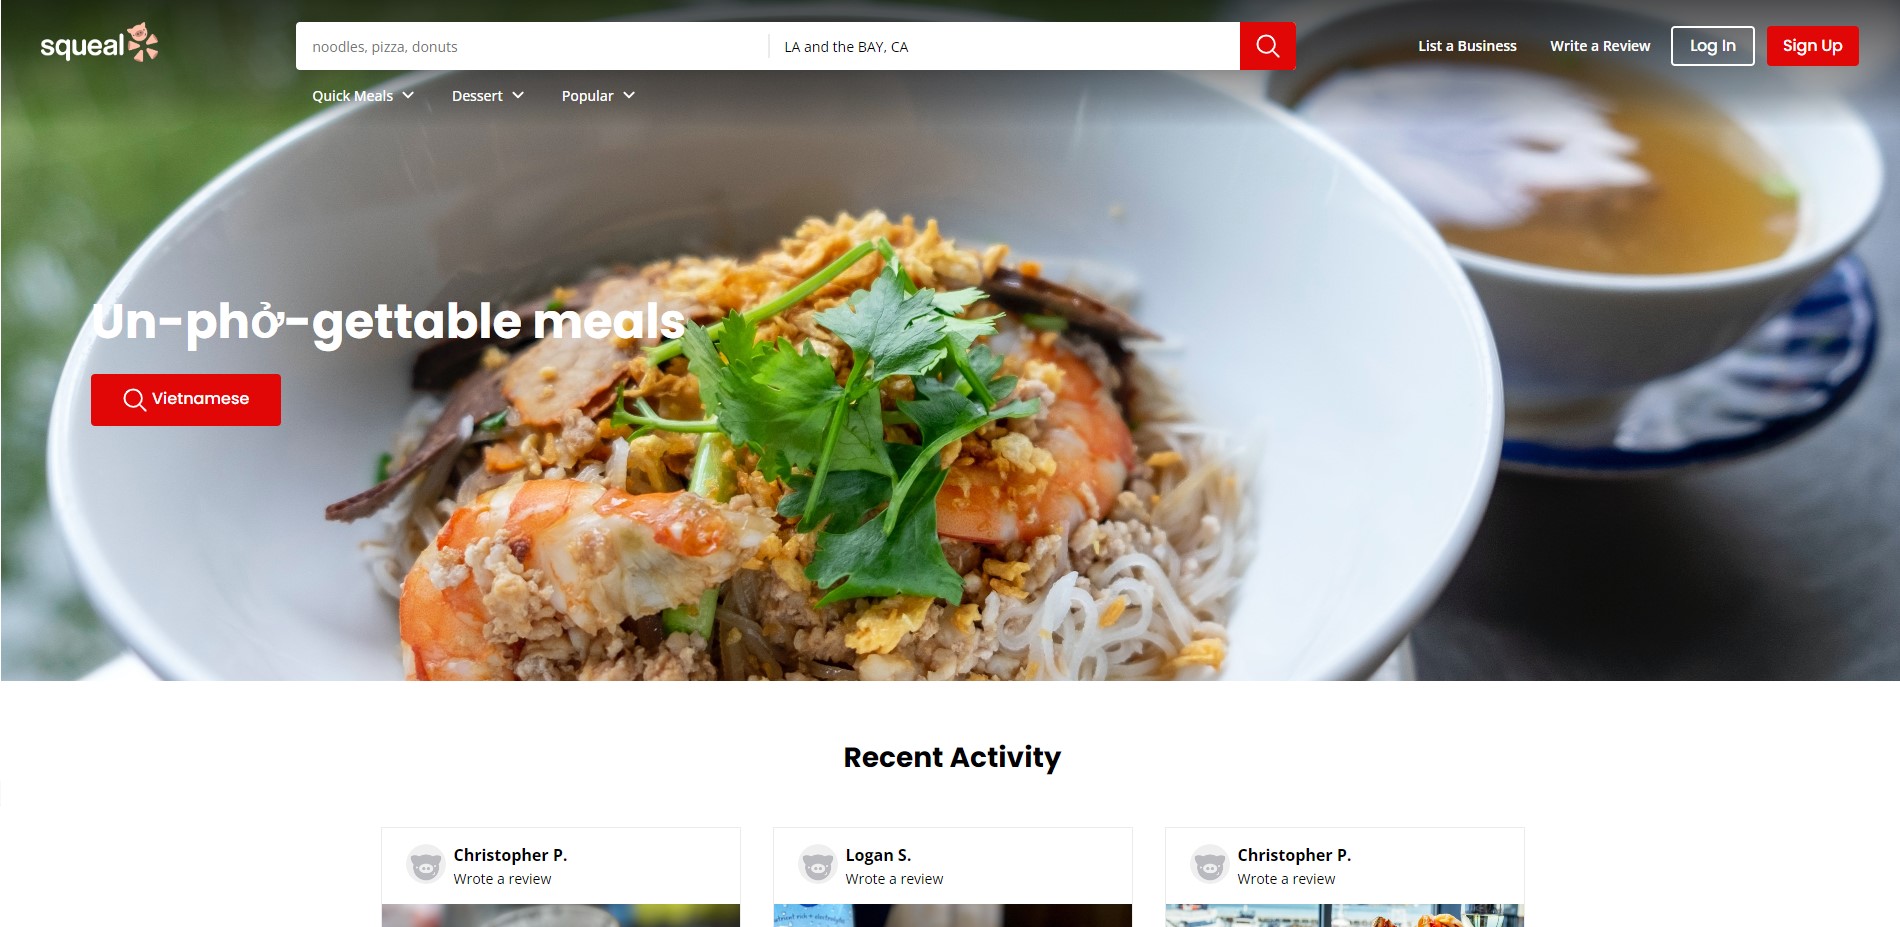 squeal
noodles, pizza, donuts
LA and the BAY, CA
List a Business
Write a Review
Log In
Sign Up
Quick Meals
Dessert
Popular
Un-phở-gettable meals
Vietnamese
Recent Activity
Christopher P.
Wrote a review
Logan S.
Wrote a review
Christopher P.
Wrote a review